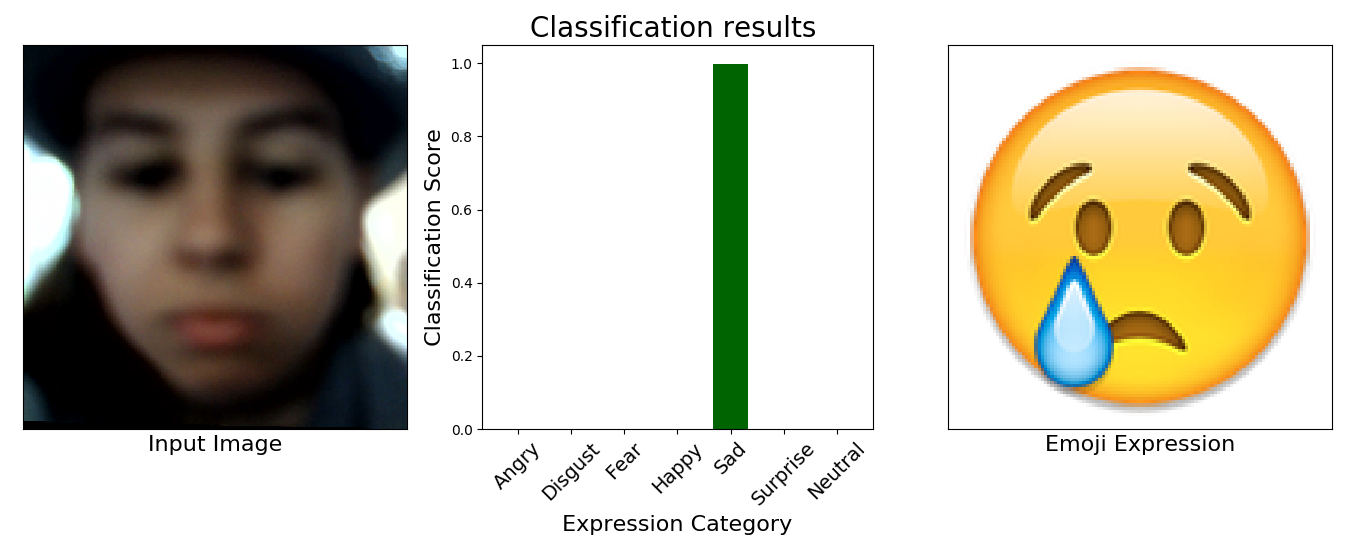 Classification results
Classification Score
1.0
0.8
0.6
0.4
0.2
0.0
Angry
Disgust
Fear
Happy
Sad
Surprise
Neutral
Expression Category
Input Image
Emoji Expression